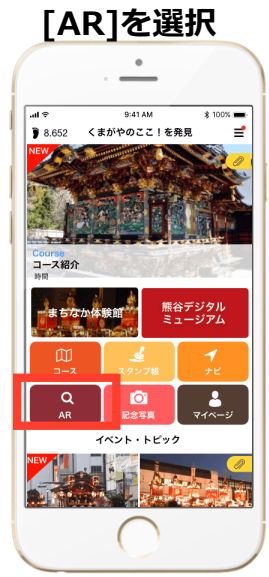 [AR]を選択
9:41 AM
100%
8.652
くまがやのここ！を発見
NEW
Course
コース紹介
時間
まちなか体験館
熊谷デジタル
ミュージアム
コース
スタンプ帳
ナビ
AR
記念写真
マイページ
イベント・トピック
NEW